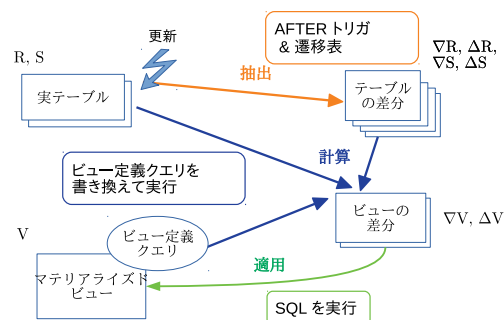 更新
AFTER トリガ
& 遷移表
R, S
∇R, ΔR,
∇S, ΔS
抽出
実テーブル
テーブル
の差分
計算
ビュー定義クエリを
書き換えて実行
ビューの
差分
∇V, ΔV
V
ビュー定義
クエリ
適用
マテリアライズド
ビュー
SQL を実行